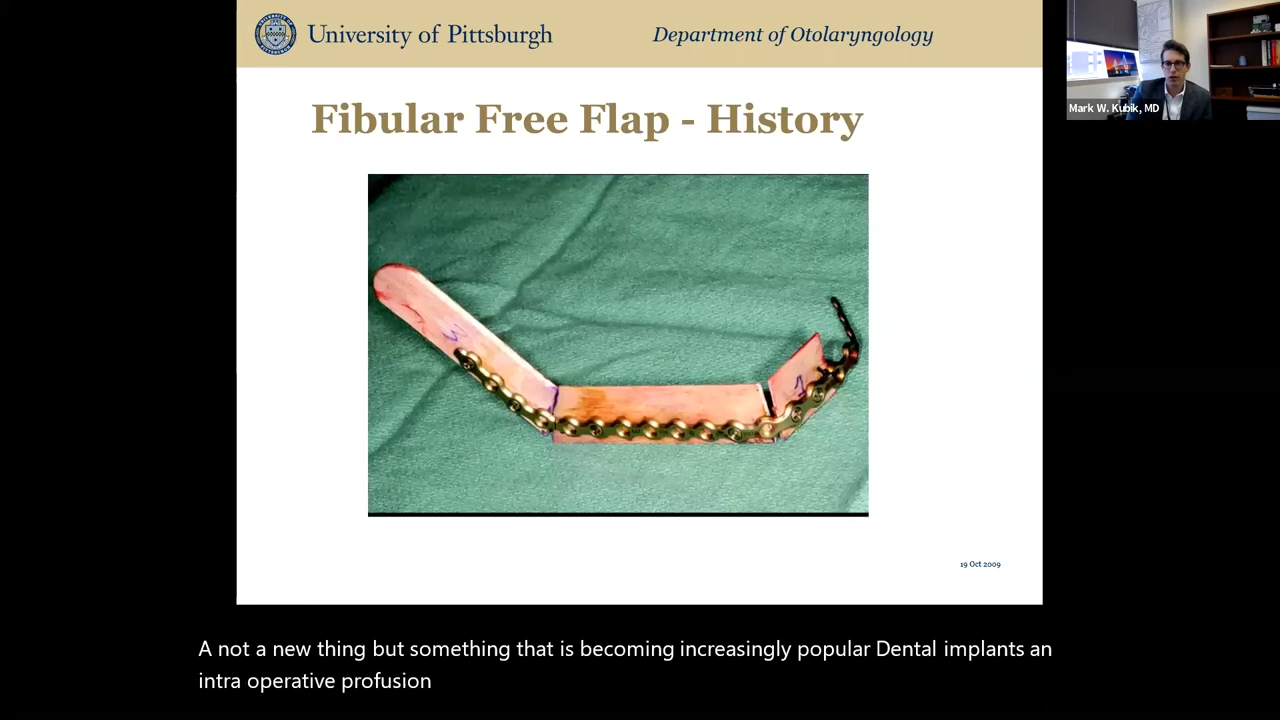 University of Pittsburgh
Department of Otolaryngology
Mark W. Kubik, MD
Fibular Free Flap - History
19 Oct 2009
A not a new thing but something that is becoming increasingly popular Dental implants an
intra operative profusion